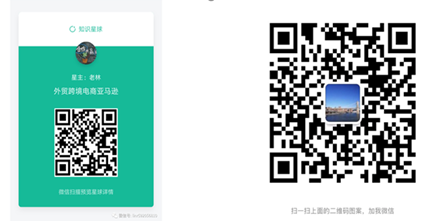 知识星球
星主：老林
外贸跨境电商亚马逊
微信扫码预览星球详情
扫一扫上面的二维码图案，加我微信